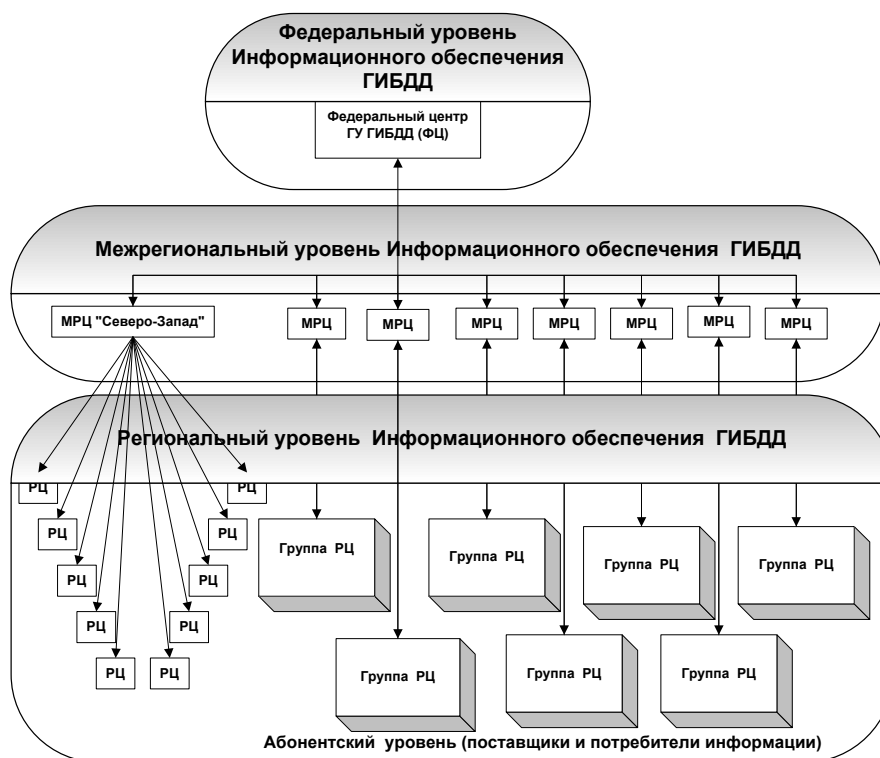 Федеральный уровень
Информационного обеспечения
ГИБДД
Федеральный центр
ГУ ГИБДД (ФЦ)
Межрегиональный уровень Информационного обеспечения ГИБДД
МРЦ "Северо-Запад"
МРЦ
МРЦ
МРЦ
МРЦ
МРЦ
МРЦ
МРЦ
Региональный уровень Информационного обеспечения ГИБДД
РЦ
РЦ
РЦ
РЦ
РЦ
РЦ
РЦ
РЦ
РЦ
РЦ
Группа РЦ
Группа РЦ
Группа РЦ
Группа РЦ
Группа РЦ
Группа РЦ
Группа РЦ
Абонентский уровень (поставщики и потребители информации)